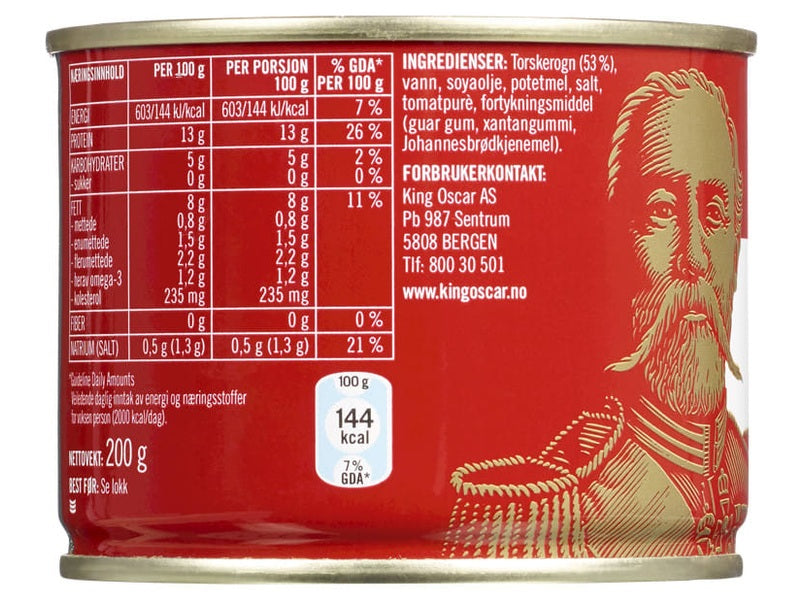 NÆRINGSINNHOLD PER 100 g PER PORSJON 100 g % GDA* PER 100 g
ENERGI 603/144 kJ/kcal 603/144 kJ/kcal 7 %
PROTEIN 13 g 13 g 26 %
KARBOHYDRATER 5 g 5 g 2 %
- sukker 0 g 0 g 0 %
FETT 8 g 8 g 11 %
- mettede 0,8 g 0,8 g
- enumettede 1,5 g 1,5 g
- flerumettede 2,2 g 2,2 g
- herav omega-3 1,2 g 1,2 g
- kolesterol 235 mg 235 mg
FIBER 0 g 0 g 0 %
NATRIUM (SALT) 0,5 g (1,3 g) 0,5 g (1,3 g) 21 %
*Guideline Daily Amounts
Veiledende daglig inntak av energi og næringsstoffer
for voksen person (2000 kcal/dag).
NETTOVEKT: 200 g
BEST FØR: Se lokk
100 g
144
kcal
7%
GDA*
INGREDIENSER: Torskerogn (53 %),
vann, soyaolje, potetmel, salt,
tomatpurè, fortykningsmiddel
(guar gum, xantangummi,
Johannesbrødkjenemel).
FORBRUKERKONTAKT:
King Oscar AS
Pb 987 Sentrum
5808 BERGEN
Tlf: 800 30 501
www.kingoscar.no